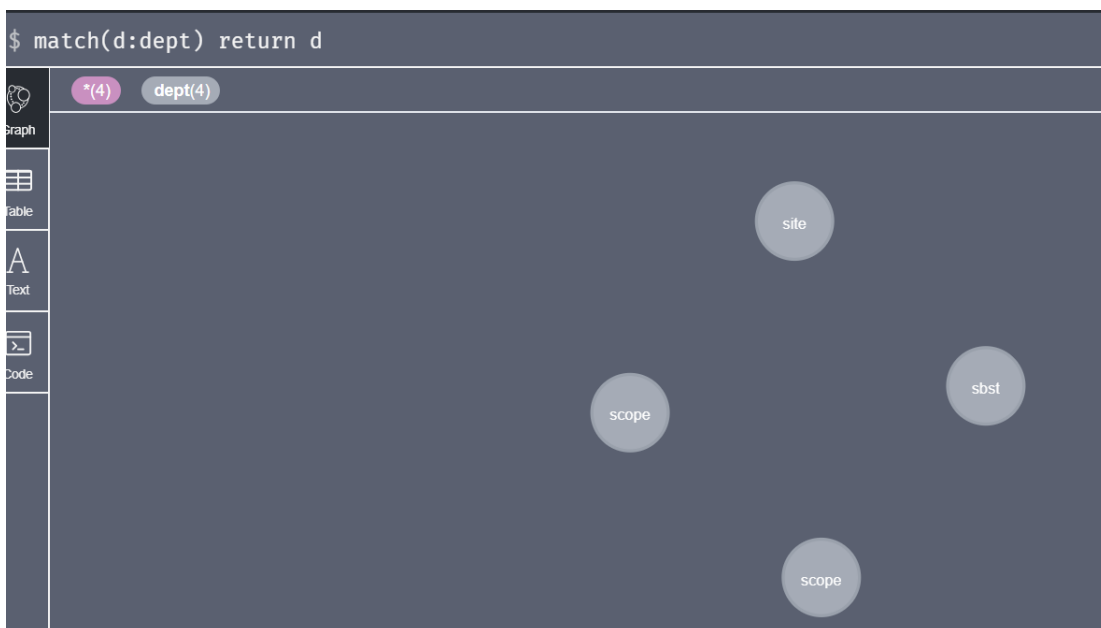 $ match(d:dept) return d
*(4) dept(4)
Graph
Table
A
Text
>_
Code
site
sbst
scope
scope